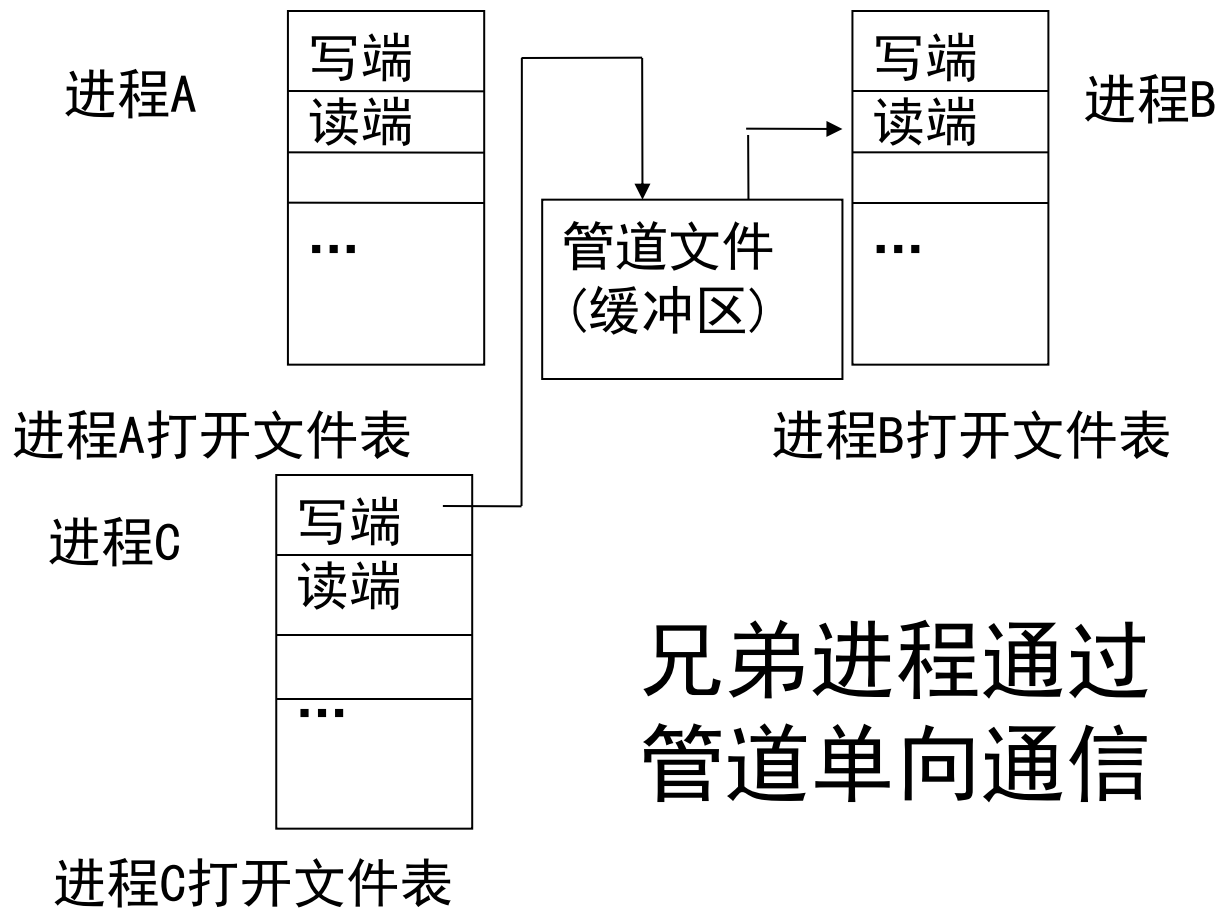 进程A
写端
读端
...
进程A打开文件表
管道文件
(缓冲区)
写端
读端
...
进程B
进程B打开文件表
进程C
写端
读端
...
进程C打开文件表
兄弟进程通过
管道单向通信